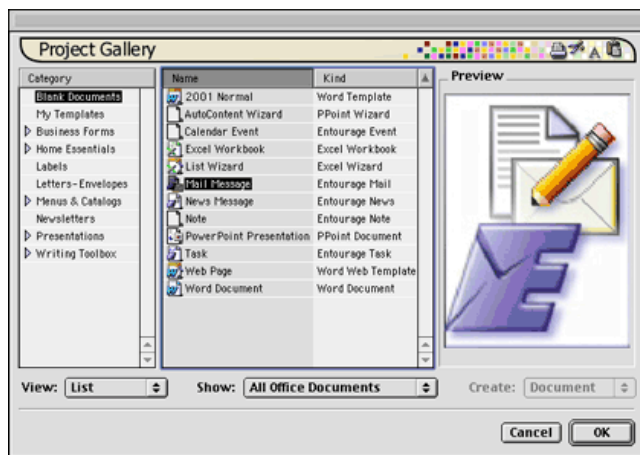 Project Gallery
Category
Blank Documents
My Templates
Business Forms
Home Essentials
Labels
Letters-Envelopes
Menus & Catalogs
Newsletters
Presentations
Writing Toolbox
Name Kind
2001 Normal Word Template
AutoContent Wizard PPoint Wizard
Calendar Event Entourage Event
Excel Workbook Excel Workbook
List Wizard Excel Wizard
Mail Message Entourage Mail
News Message Entourage News
Note Entourage Note
PowerPoint Presentation PPoint Document
Task Entourage Task
Web Page Word Web Template
Word Document Word Document
Preview
View: List Show: All Office Documents Create: Document
Cancel OK